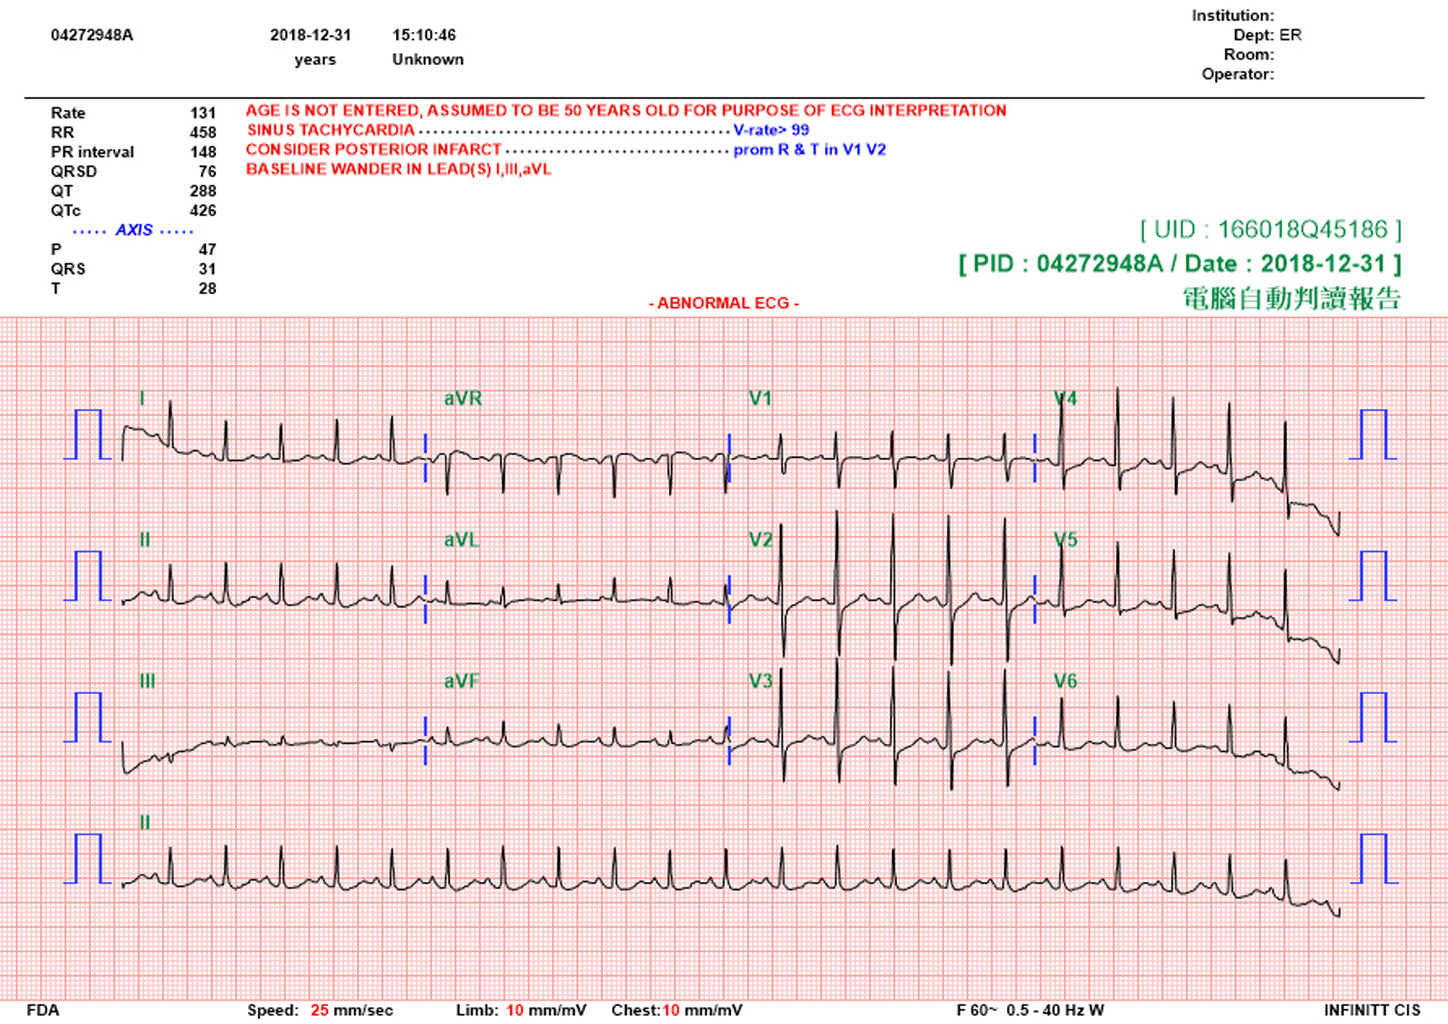 Institution:
04272948A 2018-12-31 15:10:46 Dept: ER
years Unknown Room:
Operator:
Rate 131 AGE IS NOT ENTERED, ASSUMED TO BE 50 YEARS OLD FOR PURPOSE OF ECG INTERPRETATION
RR 458 SINUS TACHYCARDIA ...................................... V-rate> 99
PR interval 148 CONSIDER POSTERIOR INFARCT ............................ prom R & T in V1 V2
QRSD 76 BASELINE WANDER IN LEAD(S) I,III,aVL
QT 288
QTc 426
..... AXIS .....
P 47
QRS 31
T 28
[ UID : 166018Q45186 ]
[ PID : 04272948A / Date : 2018-12-31 ]
電腦自動判讀報告
- ABNORMAL ECG -
I aVR V1 V4
II aVL V2 V5
III aVF V3 V6
II
FDA Speed: 25 mm/sec Limb: 10 mm/mV Chest:10 mm/mV F 60~ 0.5 - 40 Hz W INFINITT CIS